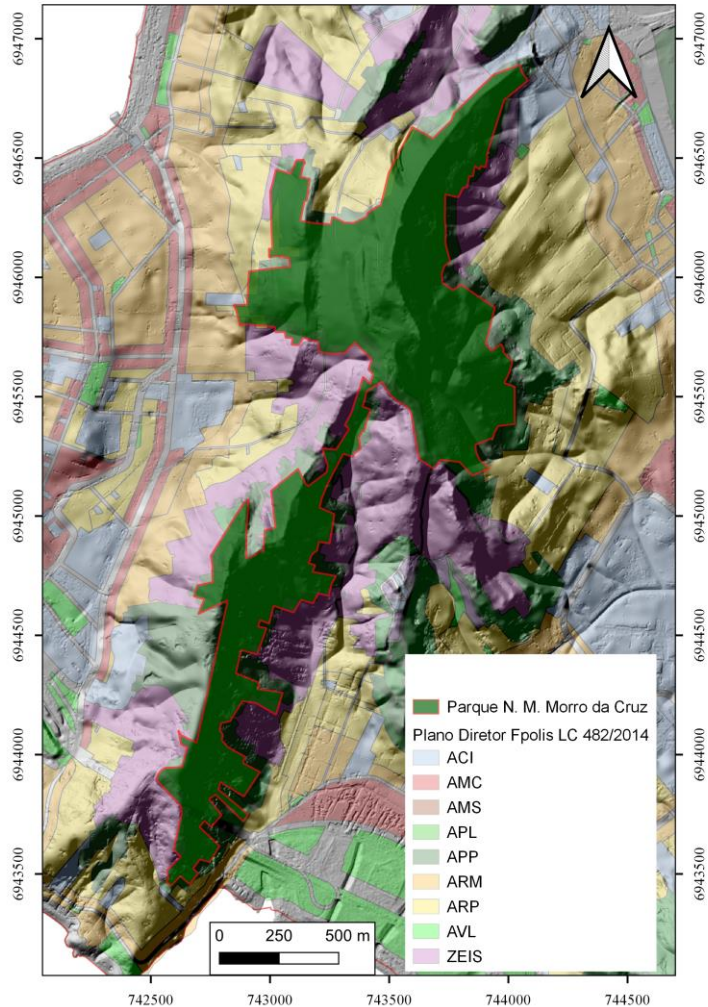 6947000
6946500
6946000
6945500
6945000
6944500
6944000
6943500
6947000
6946500
6946000
6945500
6945000
6944500
6944000
6943500
Parque N. M. Morro da Cruz
Plano Diretor Fpolis LC 482/2014
ACI
AMC
AMS
APL
APP
ARM
ARP
AVL
ZEIS
0 250 500 m
742500 743000 743500 744000 744500